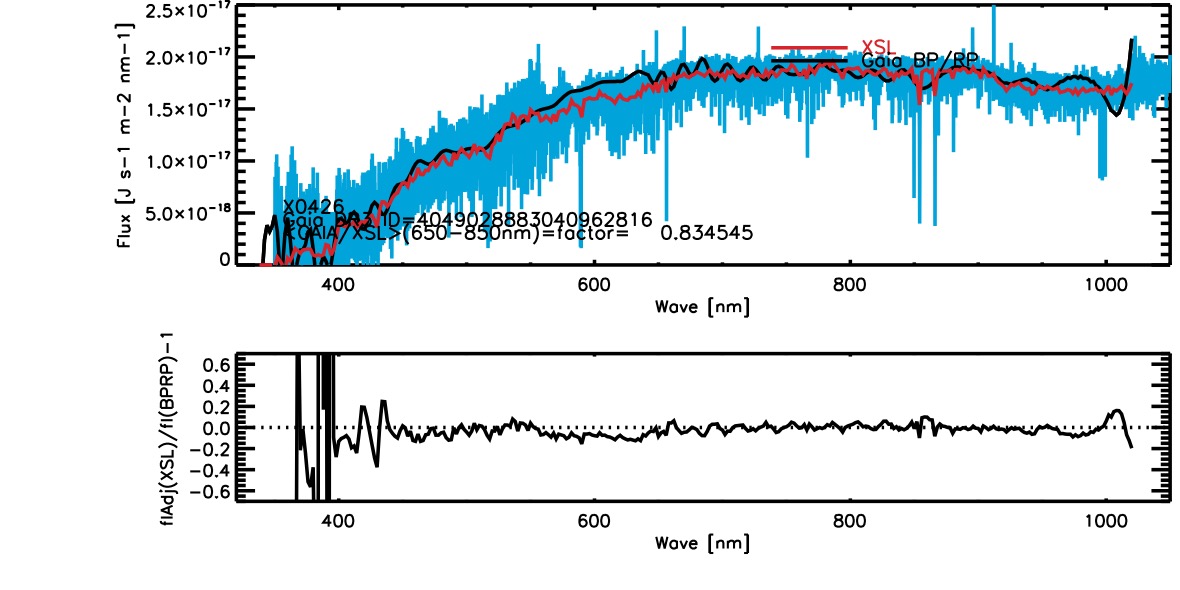 2.5×10⁻¹⁷
2.0×10⁻¹⁷
1.5×10⁻¹⁷
1.0×10⁻¹⁷
5.0×10⁻¹⁸
0
Flux [J s−1 m−2 nm−1]
XSL
Gaia BP/RP
X0426
Gaia DR3 ID=4049028883040962816
<GAIA/XSL>(650−850nm)=factor= 0.834545
400 600 800 1000
Wave [nm]
0.6
0.4
0.2
0.0
−0.2
−0.4
−0.6
flAdj(XSL)/fl(BPRP)−1
400 600 800 1000
Wave [nm]